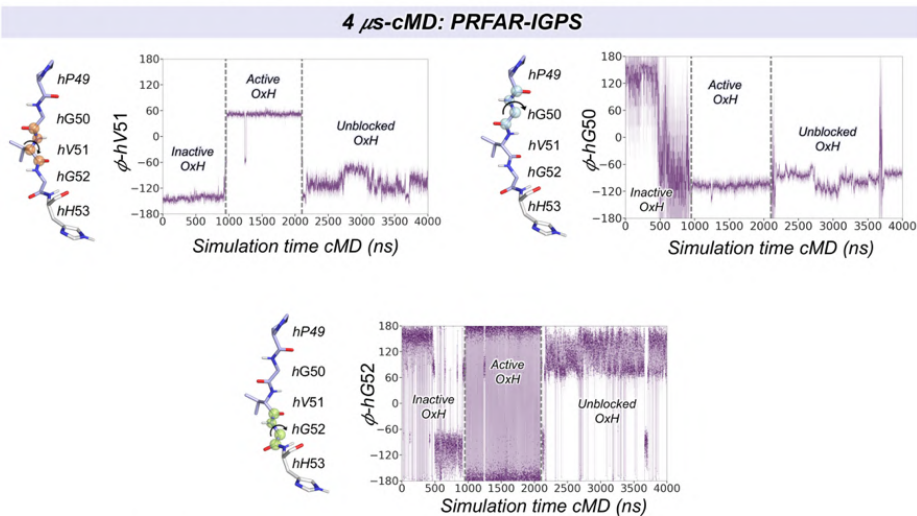 4 μs-cMD: PRFAR-IGPS
hP49
hG50
hV51
hG52
hH53
ϕ-hV51
180
120
60
0
−60
−120
−180
Inactive
OxH
Active
OxH
Unblocked
OxH
0 500 1000 1500 2000 2500 3000 3500 4000
Simulation time cMD (ns)
hP49
hG50
hV51
hG52
hH53
ϕ-hG50
180
120
60
0
−60
−120
−180
Inactive
OxH
Active
OxH
Unblocked
OxH
0 500 1000 1500 2000 2500 3000 3500 4000
Simulation time cMD (ns)
hP49
hG50
hV51
hG52
hH53
ϕ-hG52
180
120
60
0
−60
−120
−180
Inactive
OxH
Active
OxH
Unblocked
OxH
0 500 1000 1500 2000 2500 3000 3500 4000
Simulation time cMD (ns)